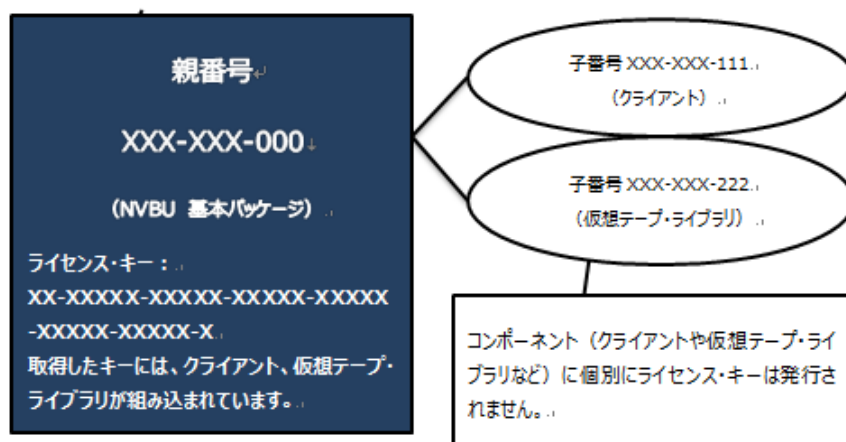 親番号
XXX-XXX-000
(NVBU 基本パッケージ)
ライセンス・キー:
XX-XXXXX-XXXXX-XXXXX-XXXXX
-XXXXX-XXXXX-X
取得したキーには、クライアント、仮想テープ・
ライブラリが組み込まれています。
子番号 XXX-XXX-111
(クライアント)
子番号 XXX-XXX-222
(仮想テープ・ライブラリ)
コンポーネント(クライアントや仮想テープ・ライ
ブラリなど)に個別にライセンス・キーは発行さ
れません。